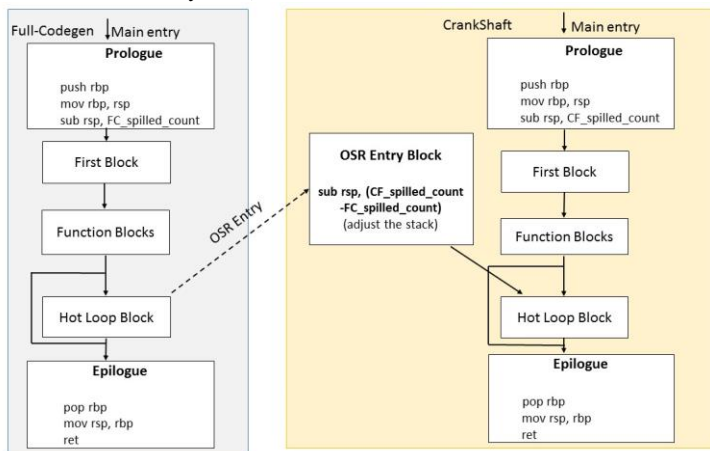 Full-Codegen
Main entry
Prologue
push rbp
mov rbp, rsp
sub rsp, FC_spilled_count
First Block
Function Blocks
Hot Loop Block
Epilogue
pop rbp
mov rsp, rbp
ret
OSR Entry
OSR Entry Block
sub rsp, (CF_spilled_count
-FC_spilled_count)
(adjust the stack)
CrankShaft
Main entry
Prologue
push rbp
mov rbp, rsp
sub rsp, CF_spilled_count
First Block
Function Blocks
Hot Loop Block
Epilogue
pop rbp
mov rsp, rbp
ret